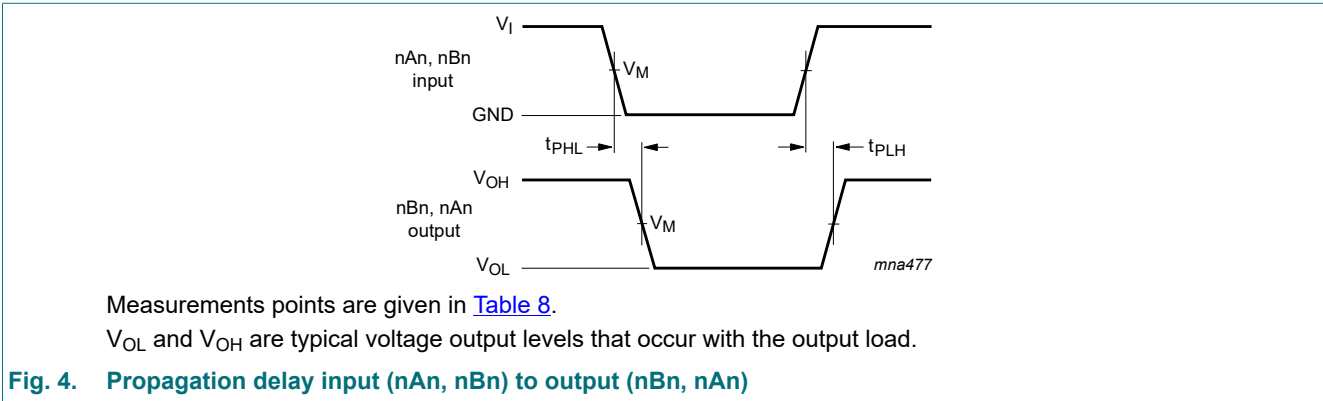 V_I
nAn, nBn
input
V_M
GND
t_PHL
t_PLH
V_OH
nBn, nAn
output
V_M
V_OL
mna477
Measurements points are given in Table 8.
V_OL and V_OH are typical voltage output levels that occur with the output load.
Fig. 4. Propagation delay input (nAn, nBn) to output (nBn, nAn)